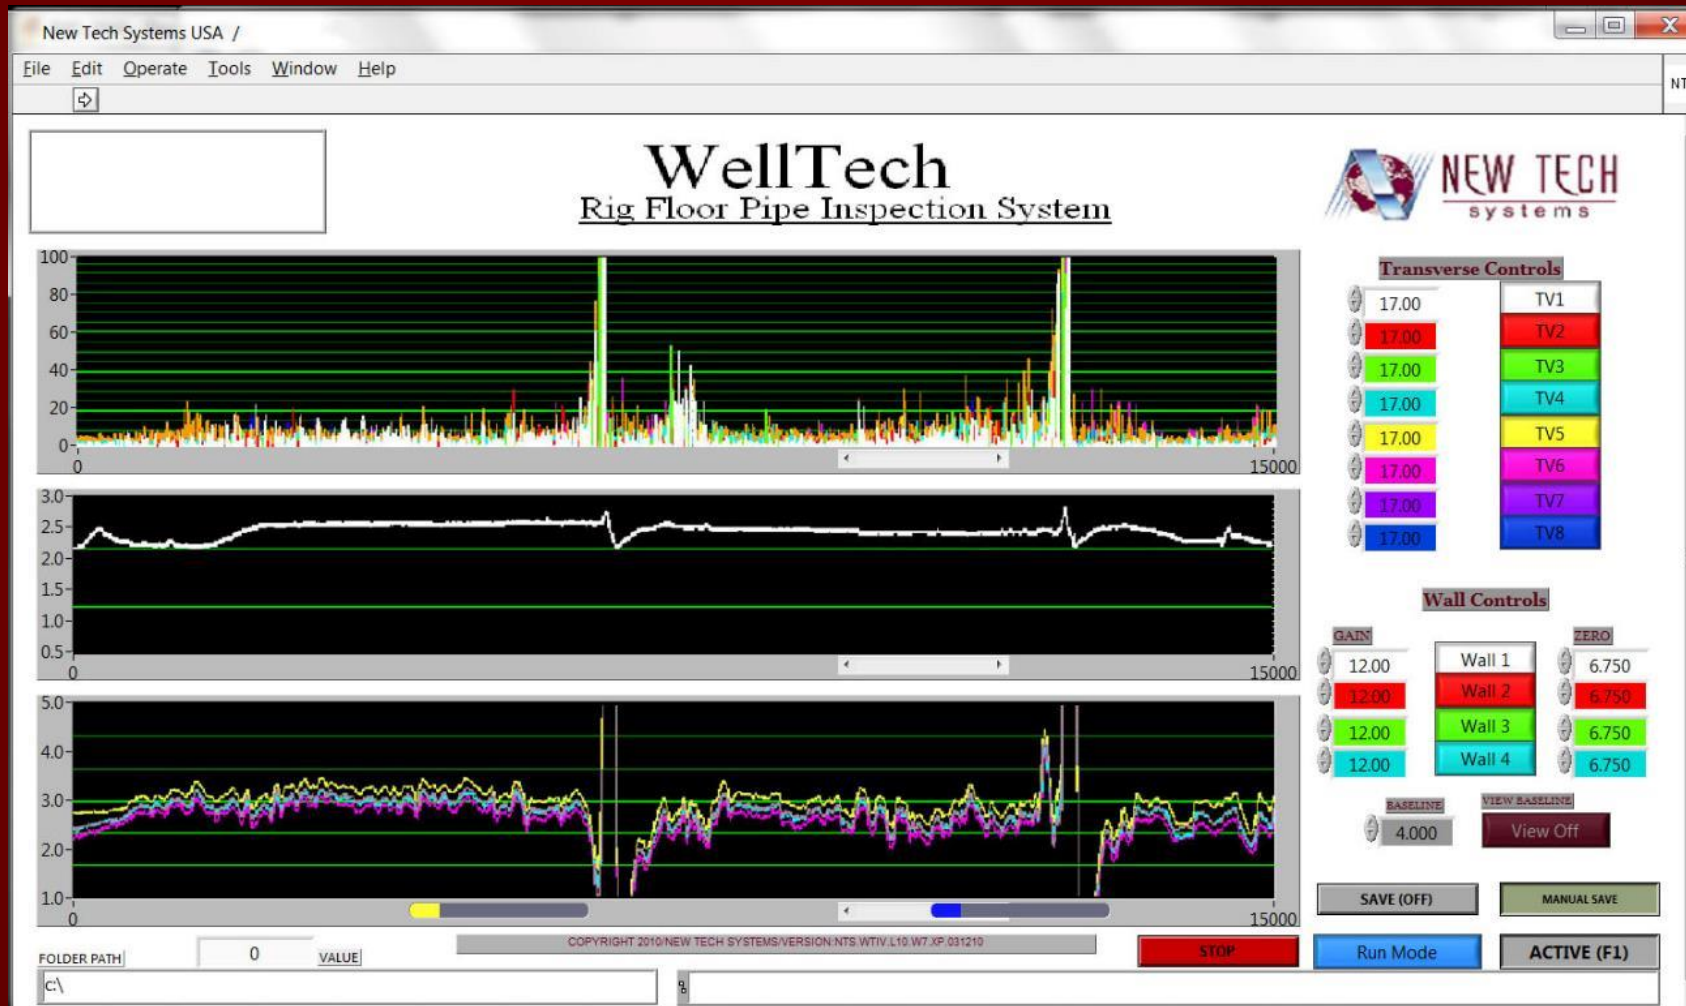 New Tech Systems USA /
File Edit Operate Tools Window Help
NT
WellTech
Rig Floor Pipe Inspection System
NEW TECH
systems
100
80
60
40
20
0
0 15000
3.0
2.5
2.0
1.5
1.0
0.5
0 15000
5.0
4.0
3.0
2.0
1.0
0 15000
Transverse Controls
17.00 TV1
17.00 TV2
17.00 TV3
17.00 TV4
17.00 TV5
17.00 TV6
17.00 TV7
17.00 TV8
Wall Controls
GAIN ZERO
12.00 Wall 1 6.750
12.00 Wall 2 6.750
12.00 Wall 3 6.750
12.00 Wall 4 6.750
BASELINE VIEW BASELINE
4.000 View Off
SAVE (OFF) MANUAL SAVE
COPYRIGHT 2010/NEW TECH SYSTEMS/VERSION:NTS.WTIV.L10.W7.XP.031210
STOP Run Mode ACTIVE (F1)
FOLDER PATH 0 VALUE
C:\